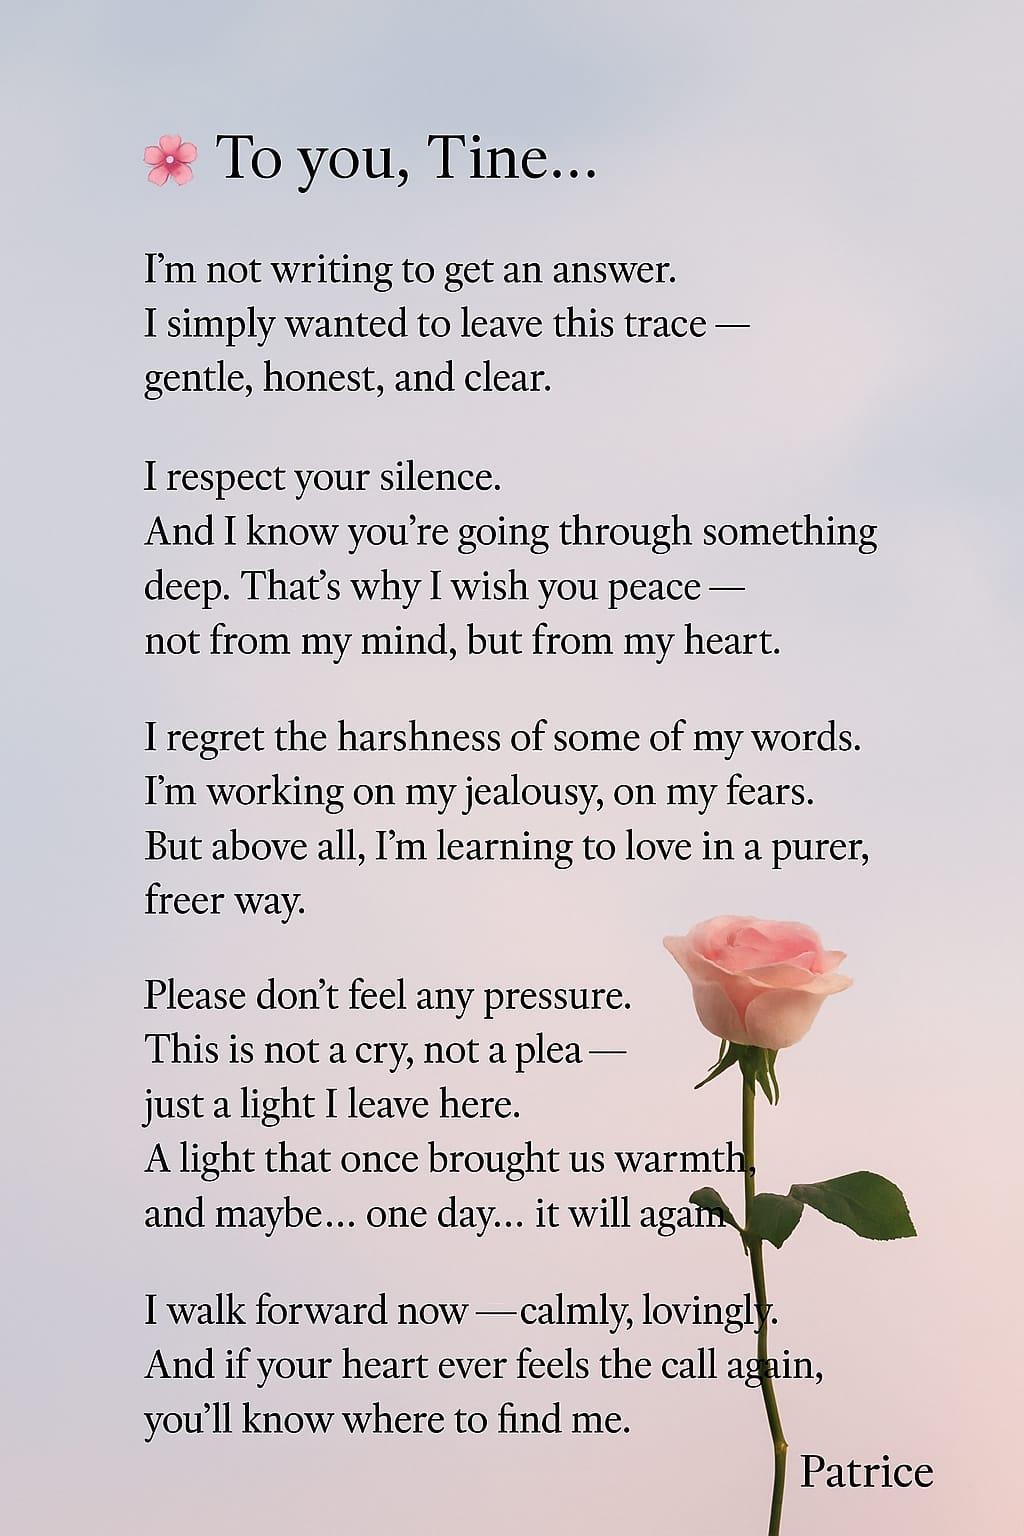 To you, Tine...
I'm not writing to get an answer.
I simply wanted to leave this trace —
gentle, honest, and clear.
I respect your silence.
And I know you're going through something
deep. That's why I wish you peace —
not from my mind, but from my heart.
I regret the harshness of some of my words.
I'm working on my jealousy, on my fears.
But above all, I'm learning to love in a purer,
freer way.
Please don't feel any pressure.
This is not a cry, not a plea —
just a light I leave here.
A light that once brought us warmth,
and maybe... one day... it will
I walk forward now — calmly, lovingly.
And if your heart ever feels the call again,
you'll know where to find me.
Patrice